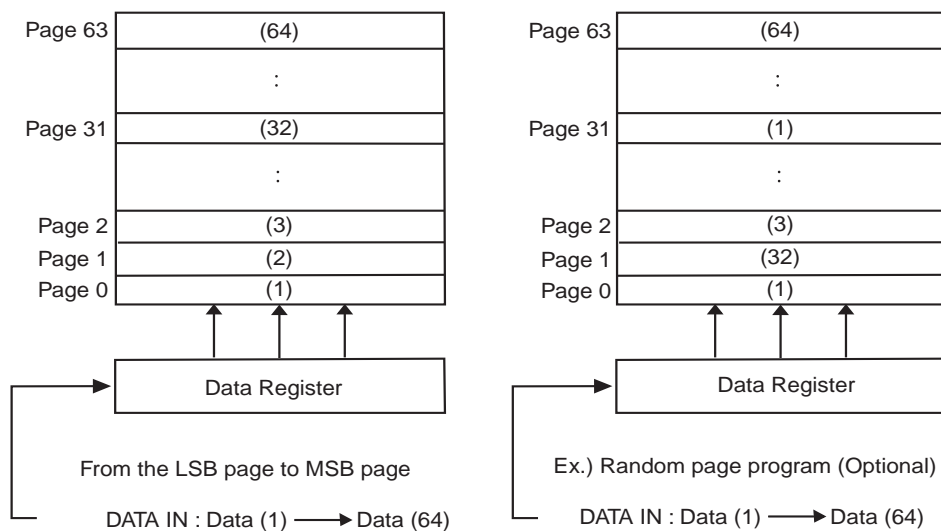 Page 63 (64)
:
Page 31 (32)
:
Page 2 (3)
Page 1 (2)
Page 0 (1)
Data Register
From the LSB page to MSB page
DATA IN : Data (1) Data (64)
Page 63 (64)
:
Page 31 (1)
:
Page 2 (3)
Page 1 (32)
Page 0 (1)
Data Register
Ex.) Random page program (Optional)
DATA IN : Data (1) Data (64)